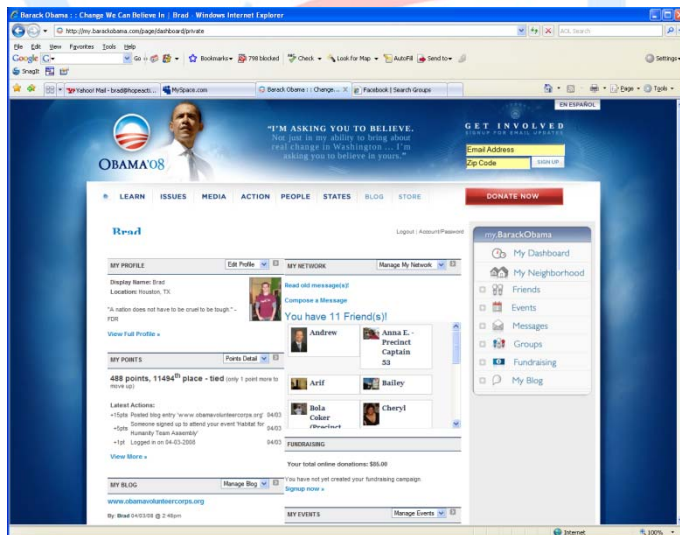 Barack Obama : : Change We Can Believe In | Brad - Windows Internet Explorer
http://my.barackobama.com/page/dashboard/private
AOL Search
File Edit View Favorites Tools Help
Google G Go Bookmarks 798 blocked Check Look for Map AutoFill Send to Settings
SnagIt
Yahoo! Mail - brad@hopeacti... MySpace.com Barack Obama : : Change... X Facebook | Search Groups Page Tools
EN ESPAÑOL
"I'M ASKING YOU TO BELIEVE.
Not just in my ability to bring about
real change in Washington ... I'm
asking you to believe in yours."
GET INVOLVED
SIGNUP FOR EMAIL UPDATES
Email Address
Zip Code SIGN UP
OBAMA'08
LEARN ISSUES MEDIA ACTION PEOPLE STATES BLOG STORE DONATE NOW
Brad
Logout | Account/Password
MY PROFILE Edit Profile
Display Name: Brad
Location: Houston, TX
"A nation does not have to be cruel to be tough." -
FDR
View Full Profile »
MY POINTS Points Detail
488 points, 11494th place - tied (only 1 point more to
move up)
Latest Actions:
+15pts Posted blog entry 'www.obamavolunteercorps.org' 04/03
+5pts Someone signed up to attend your event 'Habitat for
Humanity Team Assembly' 04/03
+1pt Logged in on 04-03-2008 04/03
View More »
MY BLOG Manage Blog
www.obamavolunteercorps.org
By: Brad 04/03/08 @ 2:46pm
MY NETWORK Manage My Network
Read old message(s)!
Compose a Message
You have 11 Friend(s)!
Andrew
Anna E. -
Precinct
Captain
53
Arif
Bailey
Bola
Coker
(Precinct
Cheryl
FUNDRAISING
Your total online donations: $85.00
You have not yet created your fundraising campaign.
Signup now »
MY EVENTS Manage Events
my.BarackObama
My Dashboard
My Neighborhood
Friends
Events
Messages
Groups
Fundraising
My Blog
Internet 100%